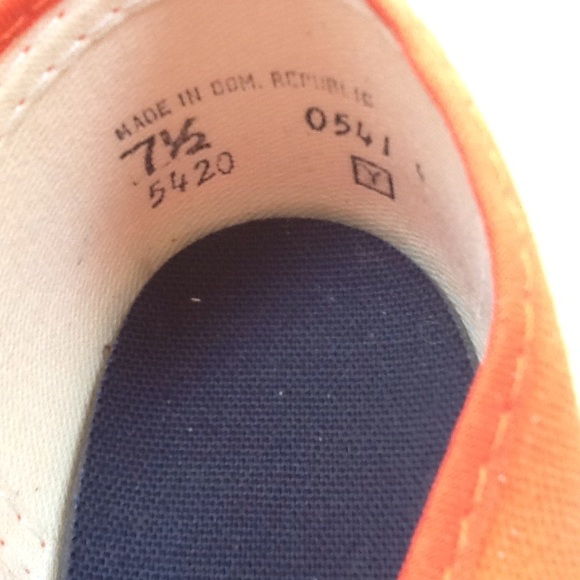 MADE IN DOM. REPUBLIC
7½ 0541
5420 Y